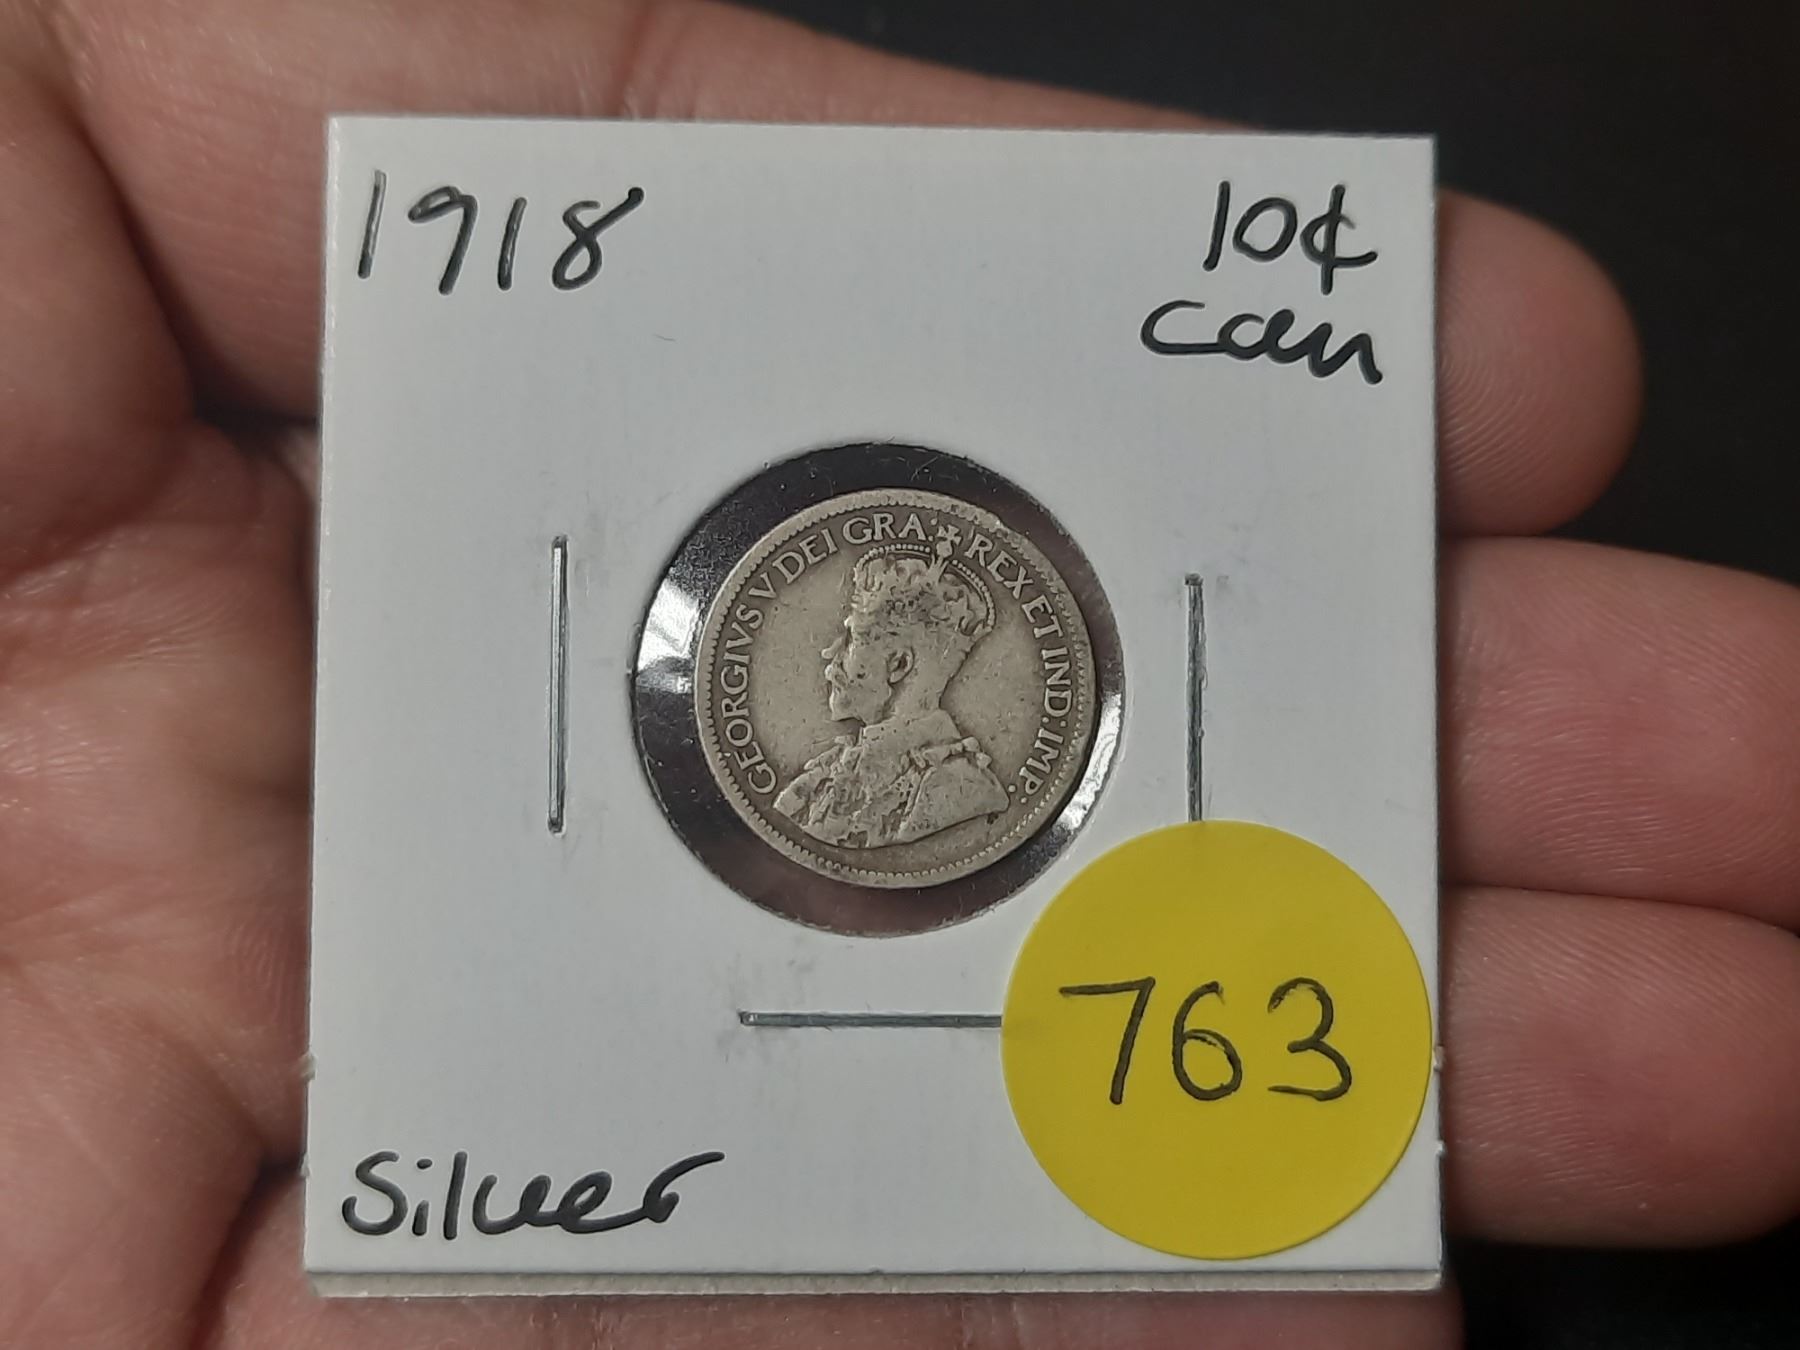 1918
10¢
can
GEORGIVS V DEI GRA: REX ET IND: IMP:
763
Silver